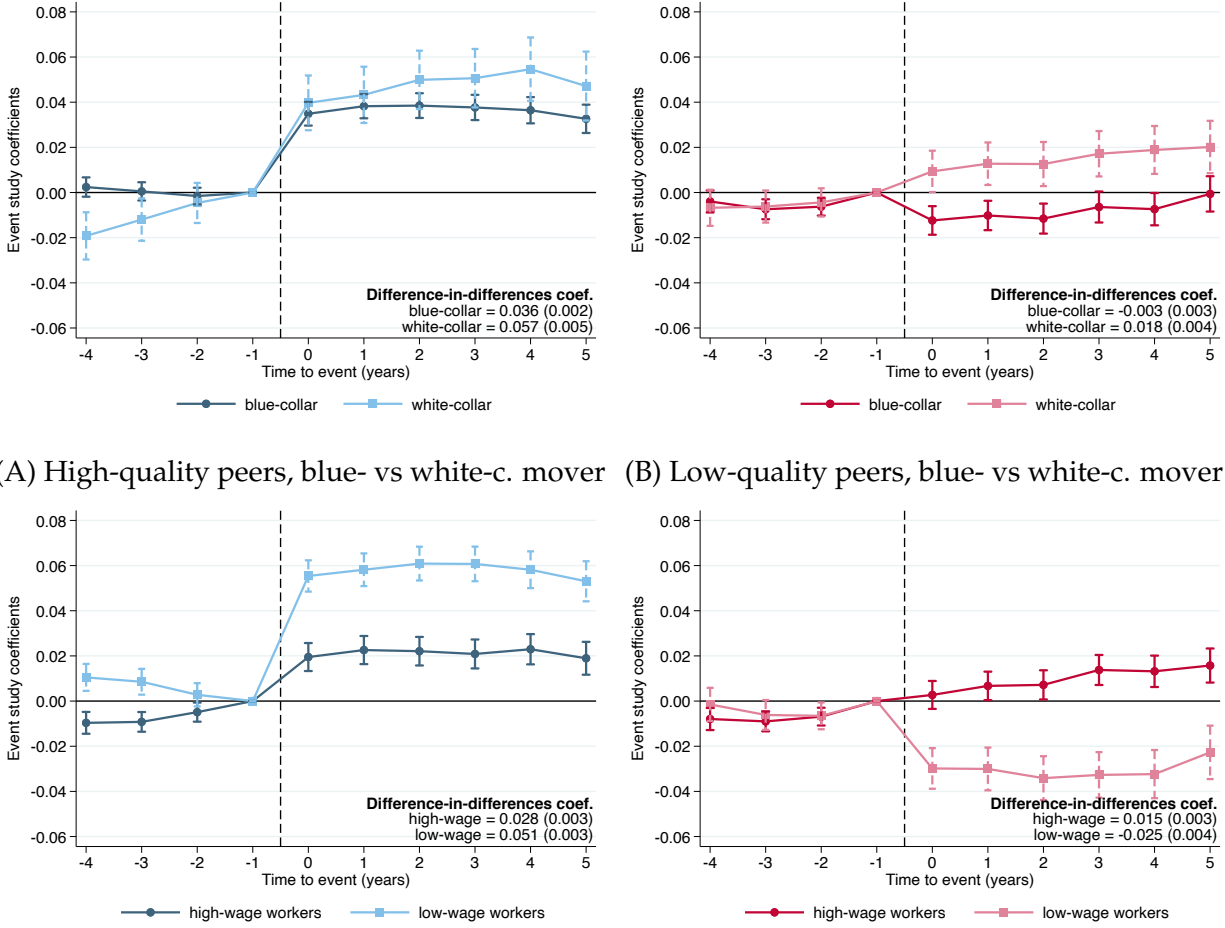 0.08
0.06
0.04
0.02
0.00
-0.02
-0.04
-0.06
Event study coefficients
Difference-in-differences coef.
blue-collar = 0.036 (0.002)
white-collar = 0.057 (0.005)
-4 -3 -2 -1 0 1 2 3 4 5
Time to event (years)
blue-collar white-collar
0.08
0.06
0.04
0.02
0.00
-0.02
-0.04
-0.06
Event study coefficients
Difference-in-differences coef.
blue-collar = -0.003 (0.003)
white-collar = 0.018 (0.004)
-4 -3 -2 -1 0 1 2 3 4 5
Time to event (years)
blue-collar white-collar
(A) High-quality peers, blue- vs white-c. mover
(B) Low-quality peers, blue- vs white-c. mover
0.08
0.06
0.04
0.02
0.00
-0.02
-0.04
-0.06
Event study coefficients
Difference-in-differences coef.
high-wage = 0.028 (0.003)
low-wage = 0.051 (0.003)
-4 -3 -2 -1 0 1 2 3 4 5
Time to event (years)
high-wage workers low-wage workers
0.08
0.06
0.04
0.02
0.00
-0.02
-0.04
-0.06
Event study coefficients
Difference-in-differences coef.
high-wage = 0.015 (0.003)
low-wage = -0.025 (0.004)
-4 -3 -2 -1 0 1 2 3 4 5
Time to event (years)
high-wage workers low-wage workers